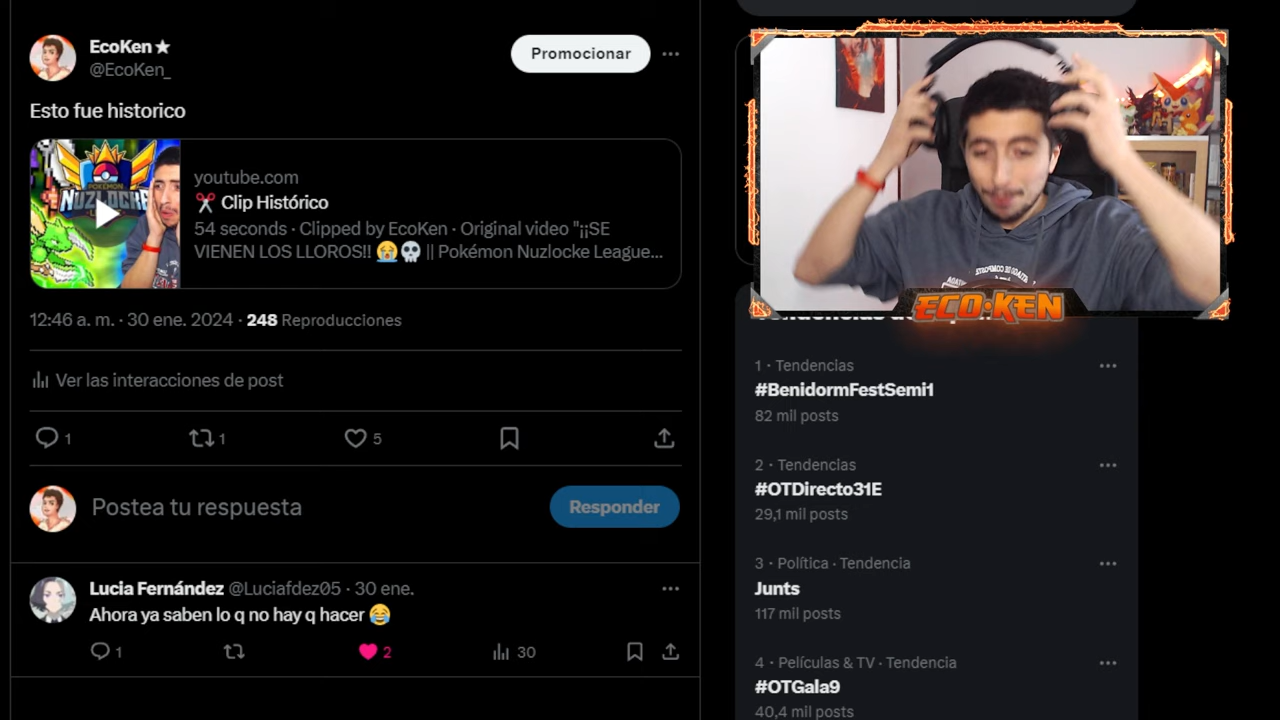 EcoKen ★
@EcoKen_
Promocionar
Esto fue historico
POKÉMON
NUZLOCKE
youtube.com
✂️ Clip Histórico
54 seconds · Clipped by EcoKen · Original video "¡¡SE
VIENEN LOS LLOROS!! 😭💀 || Pokémon Nuzlocke League...
12:46 a. m. · 30 ene. 2024 · 248 Reproducciones
Ver las interacciones de post
1
1
5
Postea tu respuesta
Responder
Lucia Fernández @Luciafdez05 · 30 ene.
Ahora ya saben lo q no hay q hacer 😂
1
2
30
ECO·KEN
1 · Tendencias
#BenidormFestSemi1
82 mil posts
2 · Tendencias
#OTDirecto31E
29,1 mil posts
3 · Política · Tendencia
Junts
117 mil posts
4 · Películas & TV · Tendencia
#OTGala9
40,4 mil posts